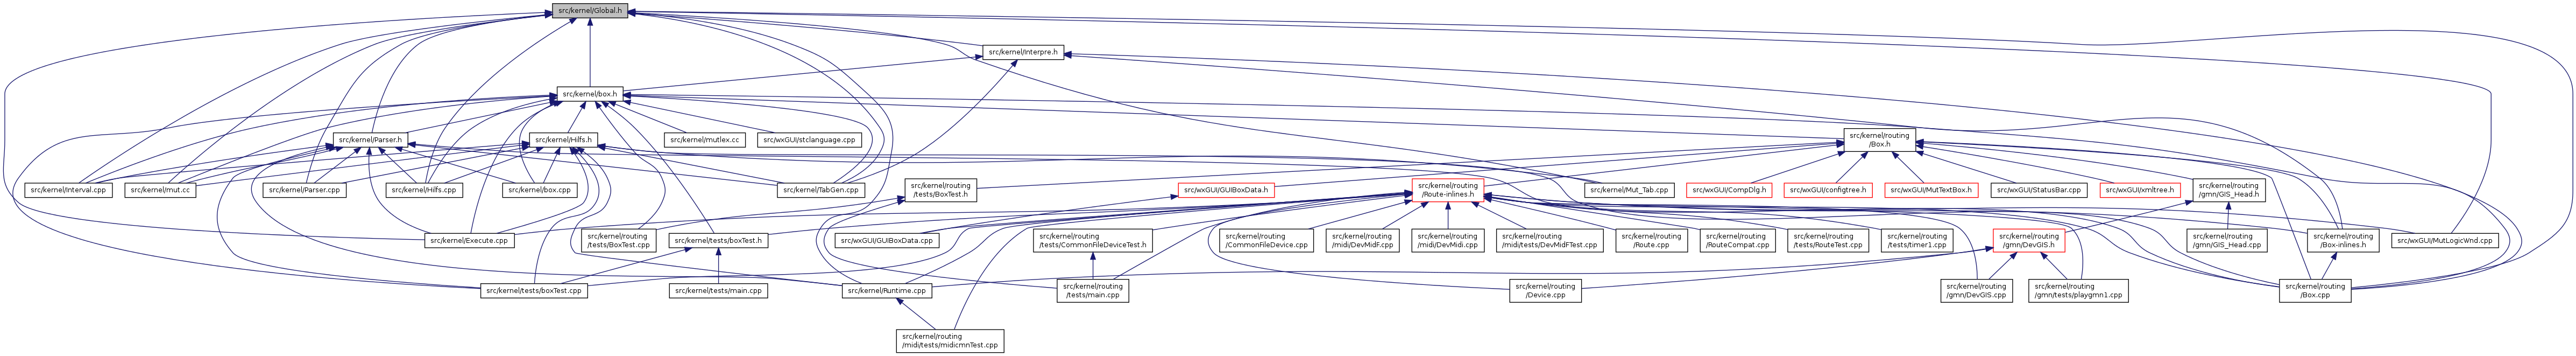 src/kernel/Global.h
src/kernel/Interpre.h
src/kernel/box.h
src/kernel/Parser.h
src/kernel/Hilfs.h
src/kernel/mutlex.cc
src/wxGUI/stclanguage.cpp
src/kernel/routing
/Box.h
src/kernel/Interval.cpp
src/kernel/mut.cc
src/kernel/Parser.cpp
src/kernel/Hilfs.cpp
src/kernel/box.cpp
src/kernel/TabGen.cpp
src/kernel/routing
/tests/BoxTest.h
src/wxGUI/GUIBoxData.h
src/kernel/routing
/Route-inlines.h
src/kernel/Mut_Tab.cpp
src/wxGUI/CompDlg.h
src/wxGUI/configtree.h
src/wxGUI/MutTextBox.h
src/wxGUI/StatusBar.cpp
src/wxGUI/xmltree.h
src/kernel/routing
/gmn/GIS_Head.h
src/kernel/Execute.cpp
src/kernel/routing
/tests/BoxTest.cpp
src/kernel/tests/boxTest.h
src/wxGUI/GUIBoxData.cpp
src/kernel/routing
/tests/CommonFileDeviceTest.h
src/kernel/routing
/CommonFileDevice.cpp
src/kernel/routing
/midi/DevMidF.cpp
src/kernel/routing
/midi/DevMidi.cpp
src/kernel/routing
/midi/tests/DevMidFTest.cpp
src/kernel/routing
/Route.cpp
src/kernel/routing
/RouteCompat.cpp
src/kernel/routing
/tests/RouteTest.cpp
src/kernel/routing
/tests/timer1.cpp
src/kernel/routing
/gmn/DevGIS.h
src/kernel/routing
/gmn/GIS_Head.cpp
src/kernel/routing
/Box-inlines.h
src/wxGUI/MutLogicWnd.cpp
src/kernel/tests/boxTest.cpp
src/kernel/tests/main.cpp
src/kernel/Runtime.cpp
src/kernel/routing
/tests/main.cpp
src/kernel/routing
/Device.cpp
src/kernel/routing
/gmn/DevGIS.cpp
src/kernel/routing
/gmn/tests/playgmn1.cpp
src/kernel/routing
/Box.cpp
src/kernel/routing
/midi/tests/midicmnTest.cpp